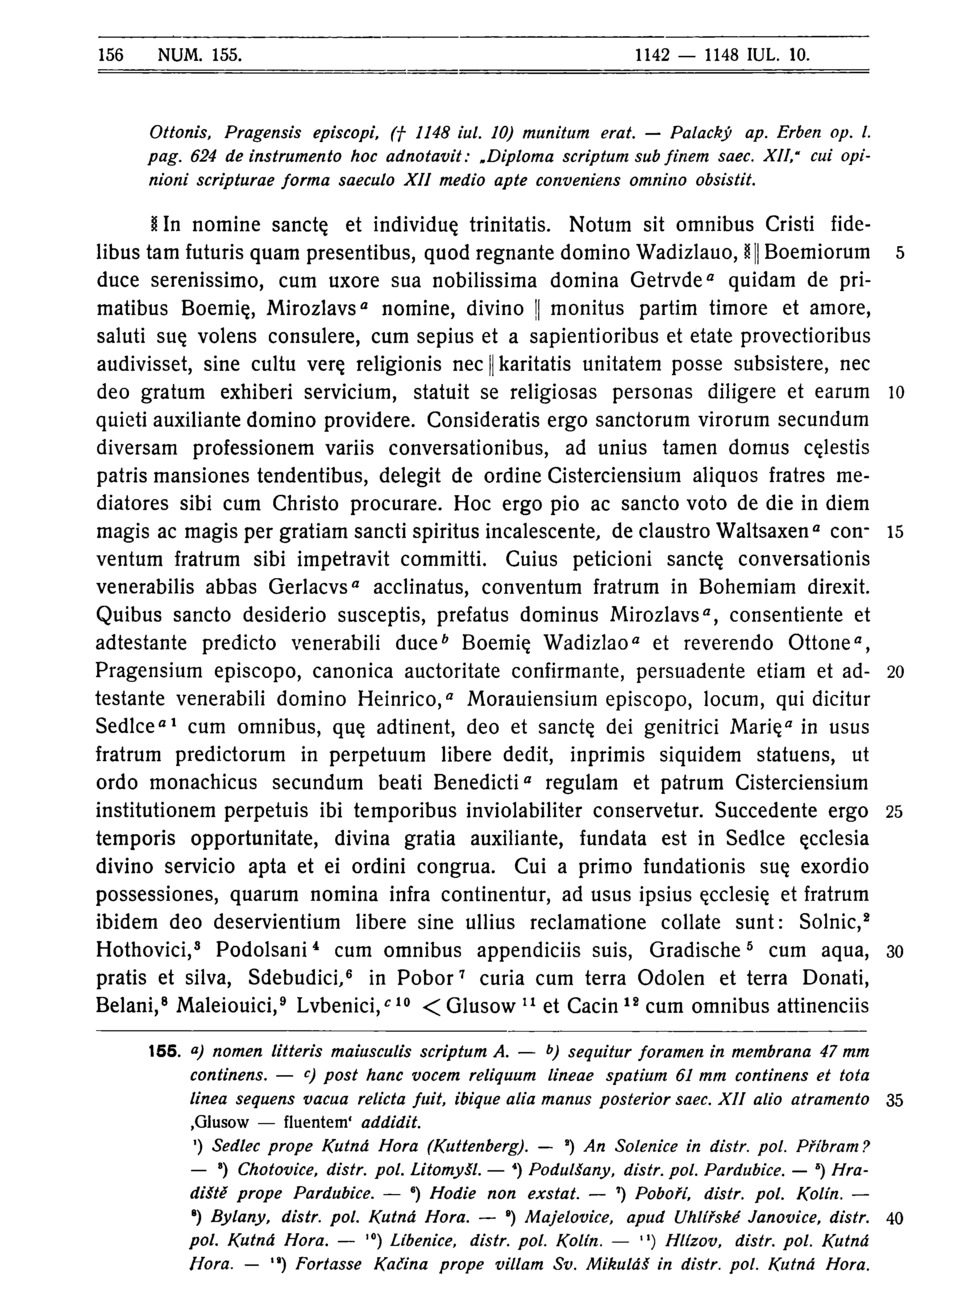 156 NUM. 155. 1142 — 1148 IUL. 10.
Ottonis, Pragensis episcopi, († 1148 iul. 10) munitum erat. — Palacký ap. Erben op. l.
pag. 624 de instrumento hoc adnotavit: „Diploma scriptum sub finem saec. XII,“ cui opi-
nioni scripturae forma saeculo XII medio apte conveniens omnino obsistit.
§ In nomine sanctę et individuę trinitatis. Notum sit omnibus Cristi fide-
libus tam futuris quam presentibus, quod regnante domino Wadizlauo, § || Boemiorum 5
duce serenissimo, cum uxore sua nobilissima domina Getrvde a quidam de pri-
matibus Boemię, Mirozlavs a nomine, divino || monitus partim timore et amore,
saluti suę volens consulere, cum sepius et a sapientioribus et etate provectioribus
audivisset, sine cultu verę religionis nec || karitatis unitatem posse subsistere, nec
deo gratum exhiberi servicium, statuit se religiosas personas diligere et earum 10
quieti auxiliante domino providere. Consideratis ergo sanctorum virorum secundum
diversam professionem variis conversationibus, ad unius tamen domus cęlestis
patris mansiones tendentibus, delegit de ordine Cisterciensium aliquos fratres me-
diatores sibi cum Christo procurare. Hoc ergo pio ac sancto voto de die in diem
magis ac magis per gratiam sancti spiritus incalescente, de claustro Waltsaxen a con- 15
ventum fratrum sibi impetravit committi. Cuius peticioni sanctę conversationis
venerabilis abbas Gerlacvs a acclinatus, conventum fratrum in Bohemiam direxit.
Quibus sancto desiderio susceptis, prefatus dominus Mirozlavs a, consentiente et
adtestante predicto venerabili duce b Boemię Wadizlao a et reverendo Ottone a,
Pragensium episcopo, canonica auctoritate confirmante, persuadente etiam et ad- 20
testante venerabili domino Heinrico, a Morauiensium episcopo, locum, qui dicitur
Sedlce a 1 cum omnibus, quę adtinent, deo et sanctę dei genitrici Marię a in usus
fratrum predictorum in perpetuum libere dedit, inprimis siquidem statuens, ut
ordo monachicus secundum beati Benedicti a regulam et patrum Cisterciensium
institutionem perpetuis ibi temporibus inviolabiliter conservetur. Succedente ergo 25
temporis opportunitate, divina gratia auxiliante, fundata est in Sedlce ęcclesia
divino servicio apta et ei ordini congrua. Cui a primo fundationis suę exordio
possessiones, quarum nomina infra continentur, ad usus ipsius ęcclesię et fratrum
ibidem deo deservientium libere sine ullius reclamatione collate sunt: Solnic, 2
Hothovici, 3 Podolsani 4 cum omnibus appendiciis suis, Gradische 5 cum aqua, 30
pratis et silva, Sdebudici, 6 in Pobor 7 curia cum terra Odolen et terra Donati,
Belani, 8 Maleiouici, 9 Lvbenici, c 10 < Glusow 11 et Cacin 12 cum omnibus attinenciis
155. a) nomen litteris maiusculis scriptum A. — b) sequitur foramen in membrana 47 mm
continens. — c) post hanc vocem reliquum lineae spatium 61 mm continens et tota
linea sequens vacua relicta fuit, ibique alia manus posterior saec. XII alio atramento 35
‚Glusow — fluentem‘ addidit.
1) Sedlec prope Kutná Hora (Kuttenberg). — 2) An Solenice in distr. pol. Příbram?
— 3) Chotovice, distr. pol. Litomyšl. — 4) Podulšany, distr. pol. Pardubice. — 5) Hra-
diště prope Pardubice. — 6) Hodie non exstat. — 7) Poboří, distr. pol. Kolín. —
8) Bylany, distr. pol. Kutná Hora. — 9) Majelovice, apud Uhlířské Janovice, distr. 40
pol. Kutná Hora. — 10) Libenice, distr. pol. Kolín. — 11) Hlízov, distr. pol. Kutná
Hora. — 12) Fortasse Kačina prope villam Sv. Mikuláš in distr. pol. Kutná Hora.